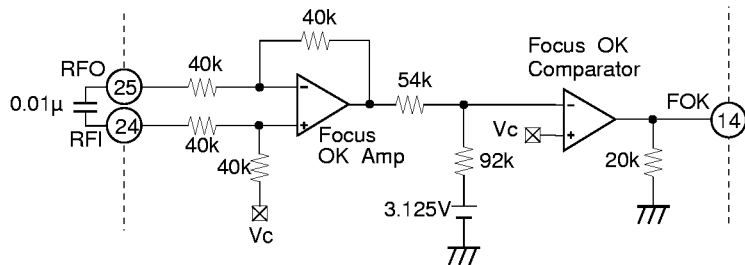 40k
Focus OK
Comparator
RFO
25
40k
54k
FOK
0.01μ
24
RFI
40k
Focus
OK Amp
Vc
14
40k
92k
20k
3.125V
Vc